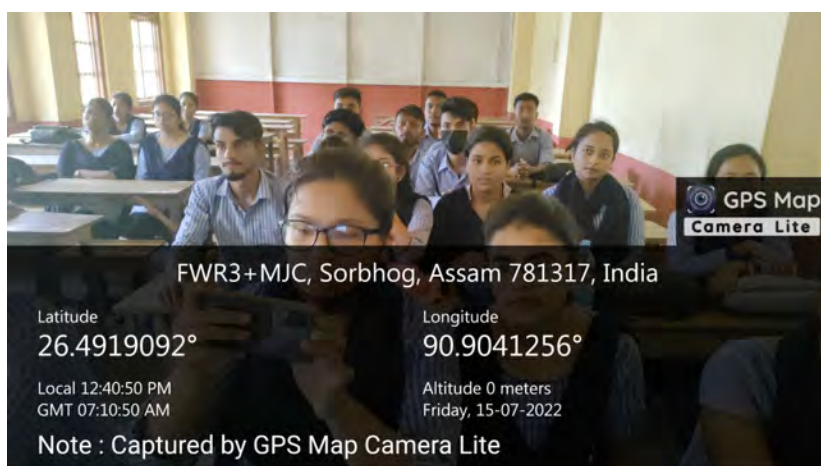 GPS Map
Camera Lite
FWR3+MJC, Sorbhog, Assam 781317, India
Latitude
26.4919092°
Longitude
90.9041256°
Local 12:40:50 PM
GMT 07:10:50 AM
Altitude 0 meters
Friday, 15-07-2022
Note : Captured by GPS Map Camera Lite